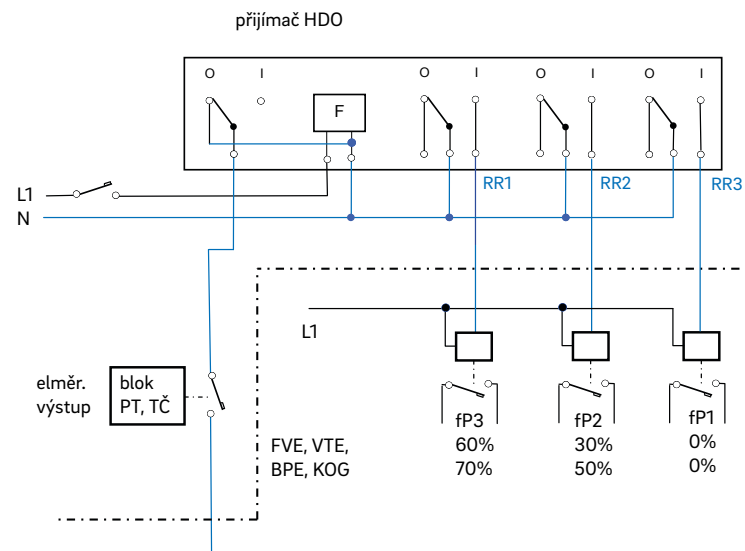 přijímač HDO
O I O I O I O I
F
L1
N
RR1 RR2 RR3
L1
elměr.
výstup
blok
PT, TČ
fP3 fP2 fP1
FVE, VTE, 60% 30% 0%
BPE, KOG 70% 50% 0%